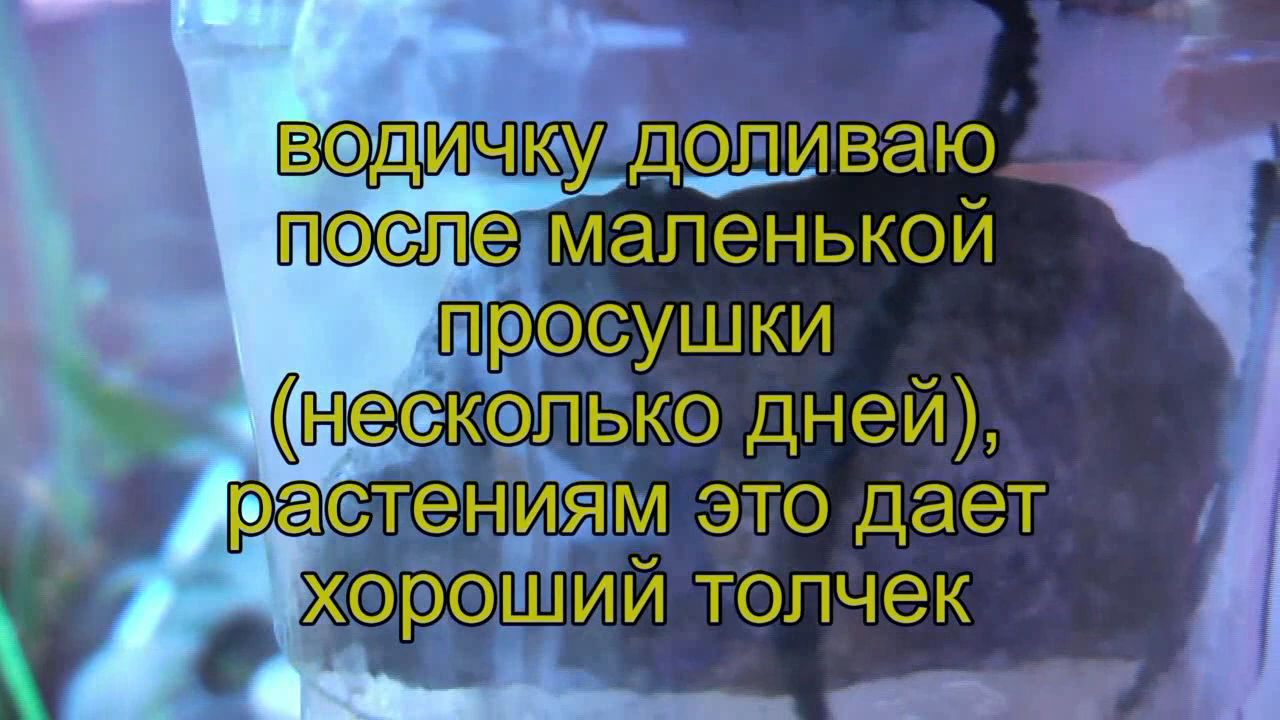 водичку доливаю
после маленькой
просушки
(несколько дней),
растениям это дает
хороший толчек